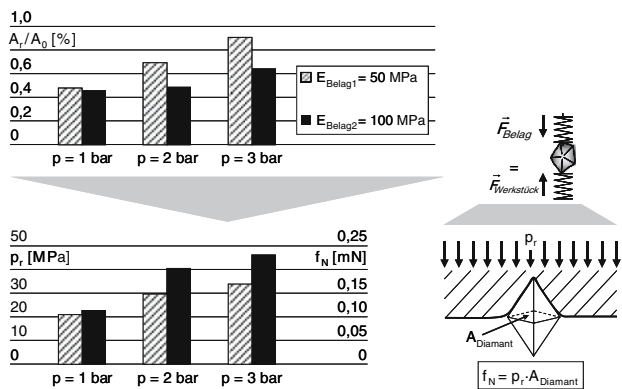 1,0
A_r/A_0 [%]
0,6
0,4
0,2
0
E_Belag1 = 50 MPa
E_Belag2 = 100 MPa
p = 1 bar
p = 2 bar
p = 3 bar
50
p_r [MPa]
30
20
10
0
0,25
f_N [mN]
0,15
0,10
0,05
0
p = 1 bar
p = 2 bar
p = 3 bar
F_Belag
=
F_Werkstück
p_r
A_Diamant
f_N = p_r·A_Diamant